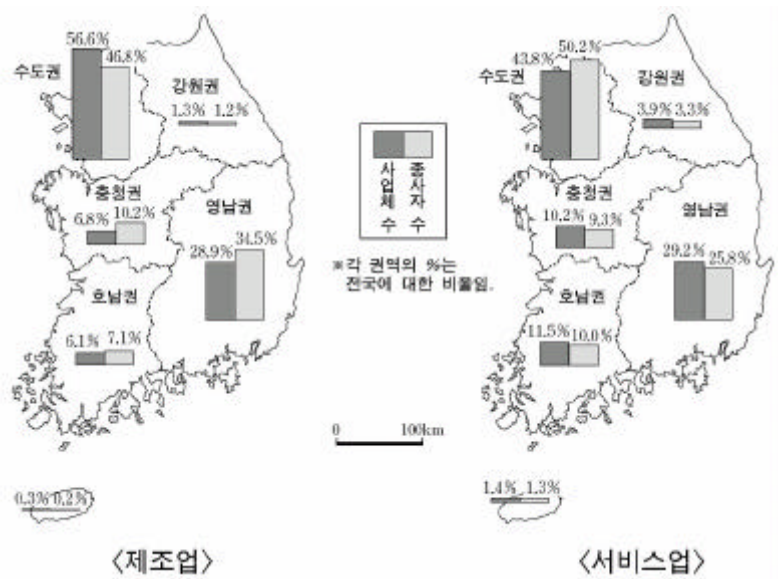 56.6%
46.8%
수도권
강원권
1.3% 1.2%
충청권
6.8% 10.2%
영남권
28.9% 34.5%
호남권
6.1% 7.1%
0.3% 0.2%
〈제조업〉
사업체 수
종사자 수
※각 권역의 %는
전국에 대한 비율임.
0 100km
43.8% 50.2%
수도권
강원권
3.9% 3.3%
충청권
10.2% 9.3%
영남권
29.2% 25.8%
호남권
11.5% 10.0%
1.4% 1.3%
〈서비스업〉